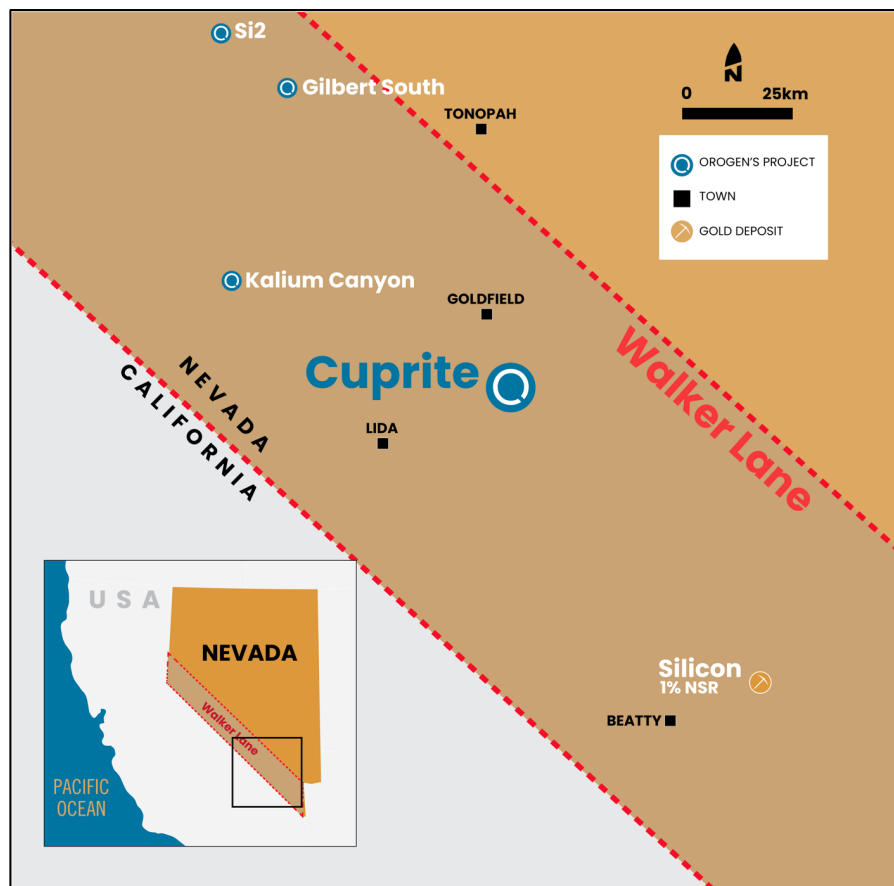 Si2
Gilbert South
TONOPAH
N
0 25km
OROGEN'S PROJECT
TOWN
GOLD DEPOSIT
Kalium Canyon
GOLDFIELD
Cuprite
Walker Lane
NEVADA
CALIFORNIA
LIDA
USA
NEVADA
Walker Lane
PACIFIC
OCEAN
Silicon
1% NSR
BEATTY